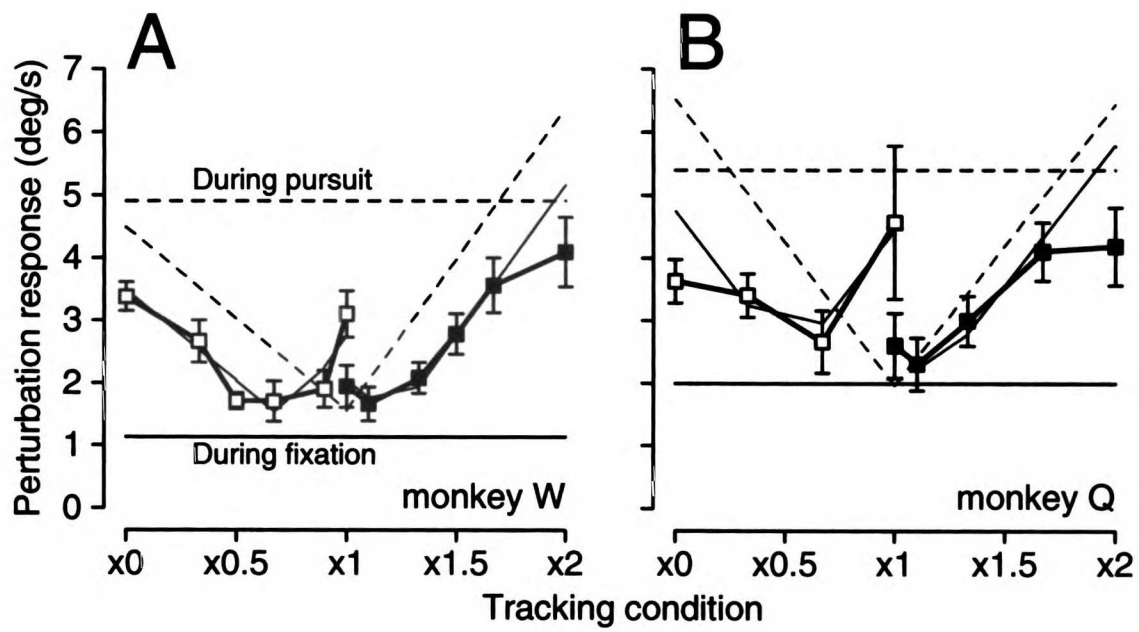 A
B
Perturbation response (deg/s)
7
6
5
4
3
2
1
0
During pursuit
During fixation
monkey W
monkey Q
x0
x0.5
x1
x1.5
x2
x0
x0.5
x1
x1.5
x2
Tracking condition